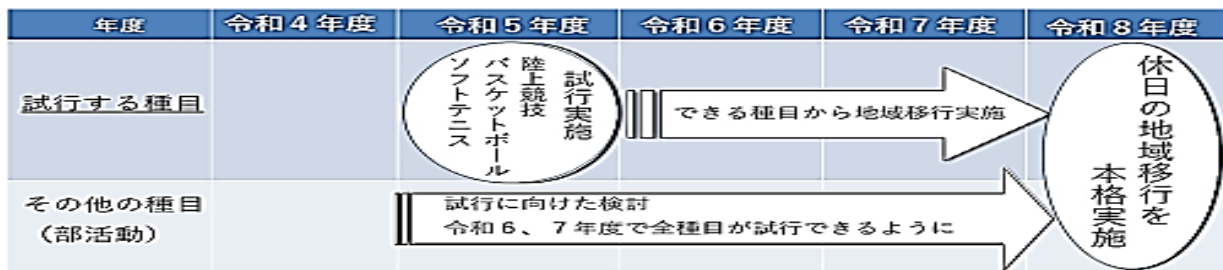 年度 令和4年度 令和5年度 令和6年度 令和7年度 令和8年度
試行する種目
試行実施
陸上競技
バスケットボール
ソフトテニス
できる種目から地域移行実施
その他の種目
（部活動）
試行に向けた検討
令和6、7年度で全種目が試行できるように
休日の地域移行を
本格実施